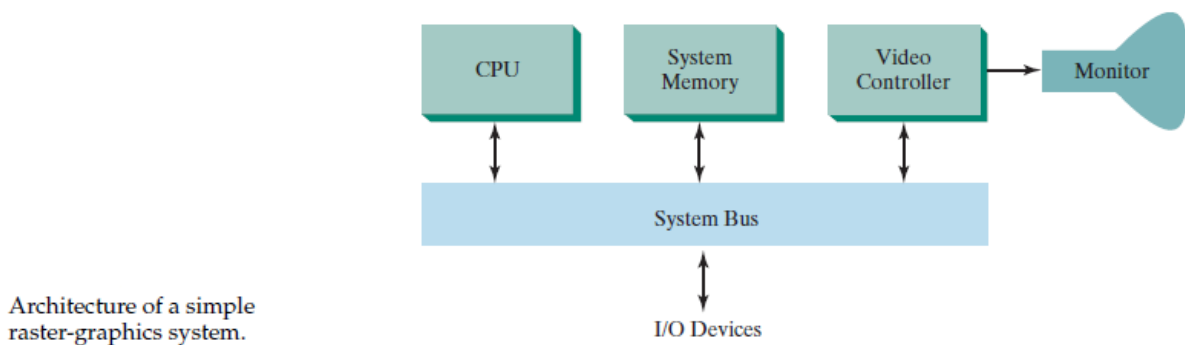 CPU
System
Memory
Video
Controller
Monitor
System Bus
I/O Devices
Architecture of a simple
raster-graphics system.